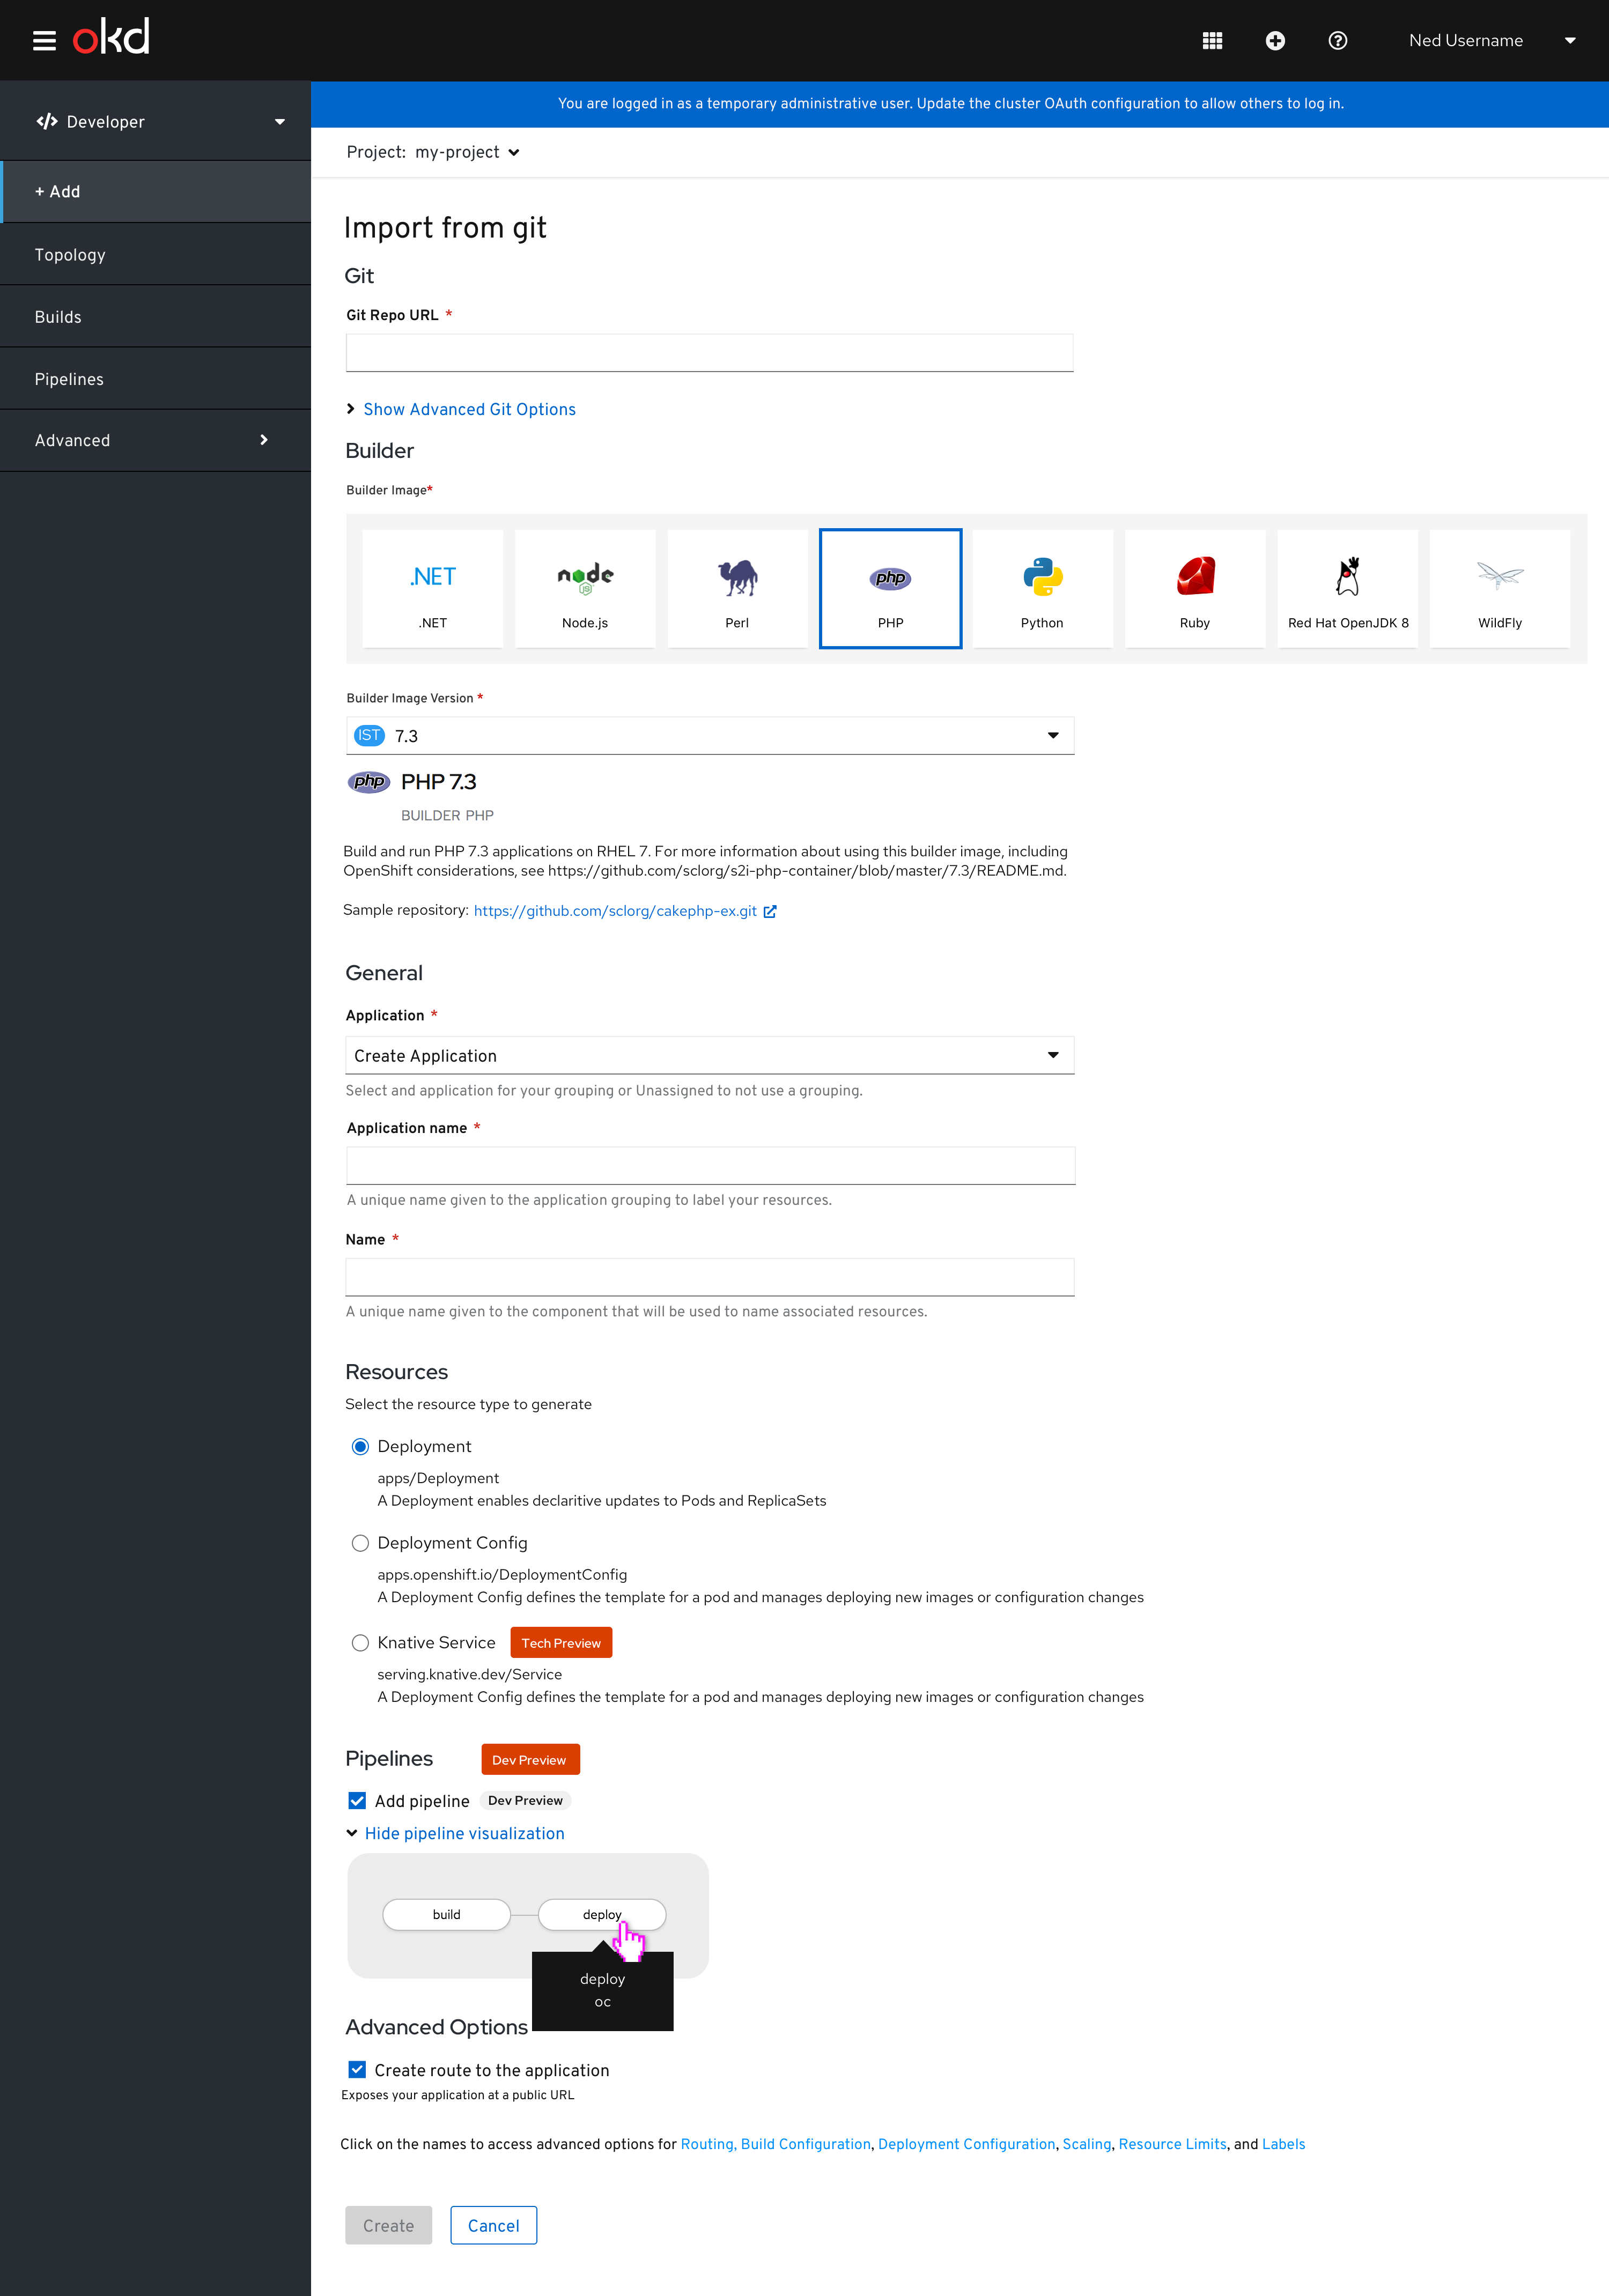 okd
Ned Username
Developer
You are logged in as a temporary administrative user. Update the cluster OAuth configuration to allow others to log in.
Project: my-project
+ Add
Topology
Builds
Pipelines
Advanced
Import from git
Git
Git Repo URL *
Show Advanced Git Options
Builder
Builder Image*
.NET
node
JS
php
.NET
Node.js
Perl
PHP
Python
Ruby
Red Hat OpenJDK 8
WildFly
Builder Image Version *
IST 7.3
php PHP 7.3
BUILDER PHP
Build and run PHP 7.3 applications on RHEL 7. For more information about using this builder image, including
OpenShift considerations, see https://github.com/sclorg/s2i-php-container/blob/master/7.3/README.md.
Sample repository: https://github.com/sclorg/cakephp-ex.git
General
Application *
Create Application
Select and application for your grouping or Unassigned to not use a grouping.
Application name *
A unique name given to the application grouping to label your resources.
Name *
A unique name given to the component that will be used to name associated resources.
Resources
Select the resource type to generate
Deployment
apps/Deployment
A Deployment enables declaritive updates to Pods and ReplicaSets
Deployment Config
apps.openshift.io/DeploymentConfig
A Deployment Config defines the template for a pod and manages deploying new images or configuration changes
Knative Service Tech Preview
serving.knative.dev/Service
A Deployment Config defines the template for a pod and manages deploying new images or configuration changes
Pipelines Dev Preview
Add pipeline Dev Preview
Hide pipeline visualization
build deploy
deploy
oc
Advanced Options
Create route to the application
Exposes your application at a public URL
Click on the names to access advanced options for Routing, Build Configuration, Deployment Configuration, Scaling, Resource Limits, and Labels
Create Cancel